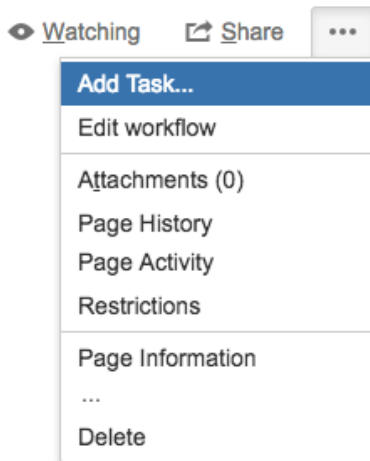 Watching Share ...
Add Task...
Edit workflow
Attachments (0)
Page History
Page Activity
Restrictions
Page Information
...
Delete